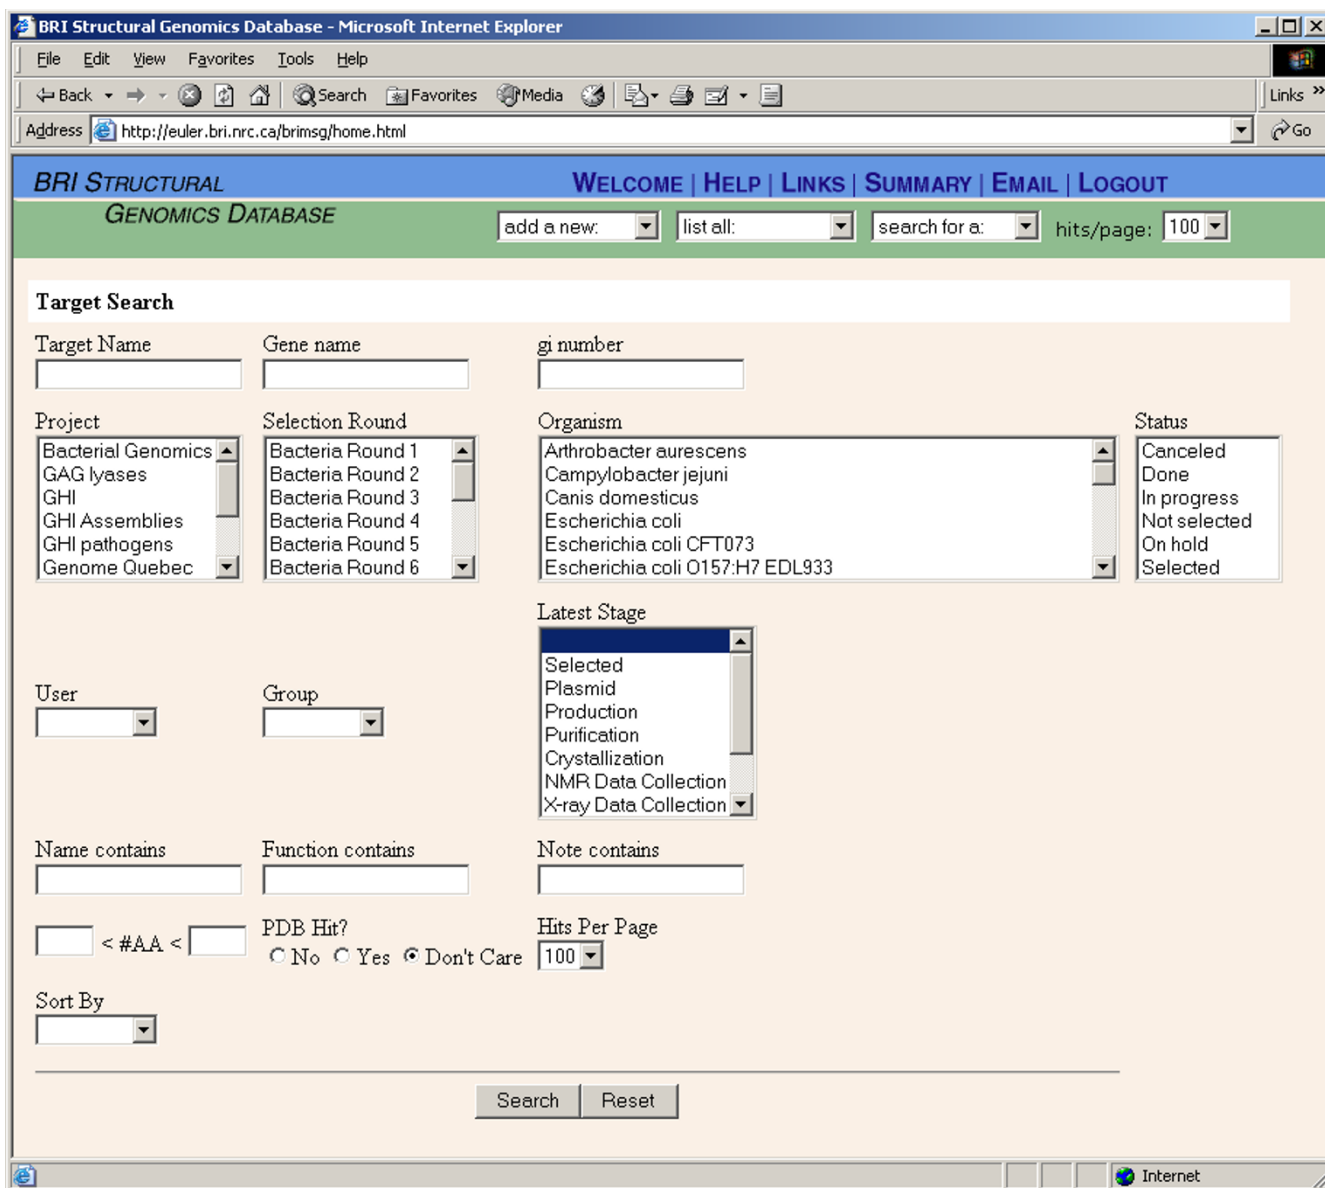 BRI Structural Genomics Database - Microsoft Internet Explorer
File Edit View Favorites Tools Help
Back Search Favorites Media Links »
Address http://euler.bri.nrc.ca/brimsg/home.html Go
BRI STRUCTURAL WELCOME | HELP | LINKS | SUMMARY | EMAIL | LOGOUT
GENOMICS DATABASE add a new: list all: search for a: hits/page: 100
Target Search
Target Name Gene name gi number
Project Selection Round Organism Status
Bacterial Genomics Bacteria Round 1 Arthrobacter aurescens Canceled
GAG lyases Bacteria Round 2 Campylobacter jejuni Done
GHI Bacteria Round 3 Canis domesticus In progress
GHI Assemblies Bacteria Round 4 Escherichia coli Not selected
GHI pathogens Bacteria Round 5 Escherichia coli CFT073 On hold
Genome Quebec Bacteria Round 6 Escherichia coli O157:H7 EDL933 Selected
Latest Stage
Selected
User Group
Plasmid
Production
Purification
Crystallization
NMR Data Collection
X-ray Data Collection
Name contains Function contains Note contains
< #AA < PDB Hit? Hits Per Page
No Yes Don't Care 100
Sort By
Search Reset
Internet